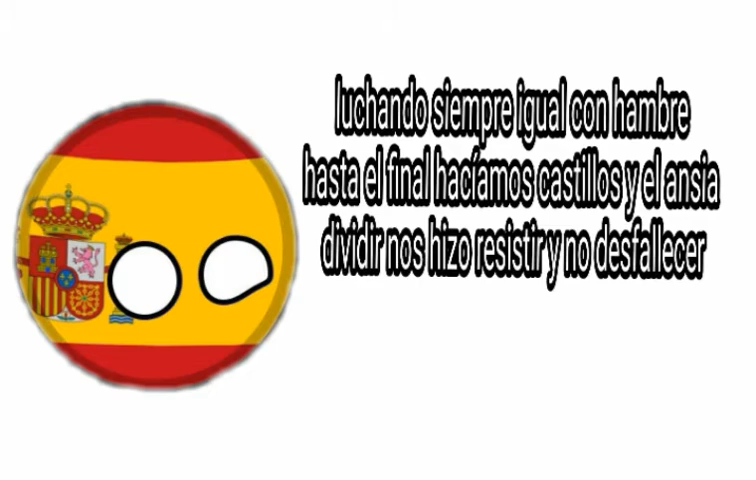 luchando siempre igual con hambre
hasta el final hacíamos castillos y el ansia
dividir nos hizo resistir y no desfallecer